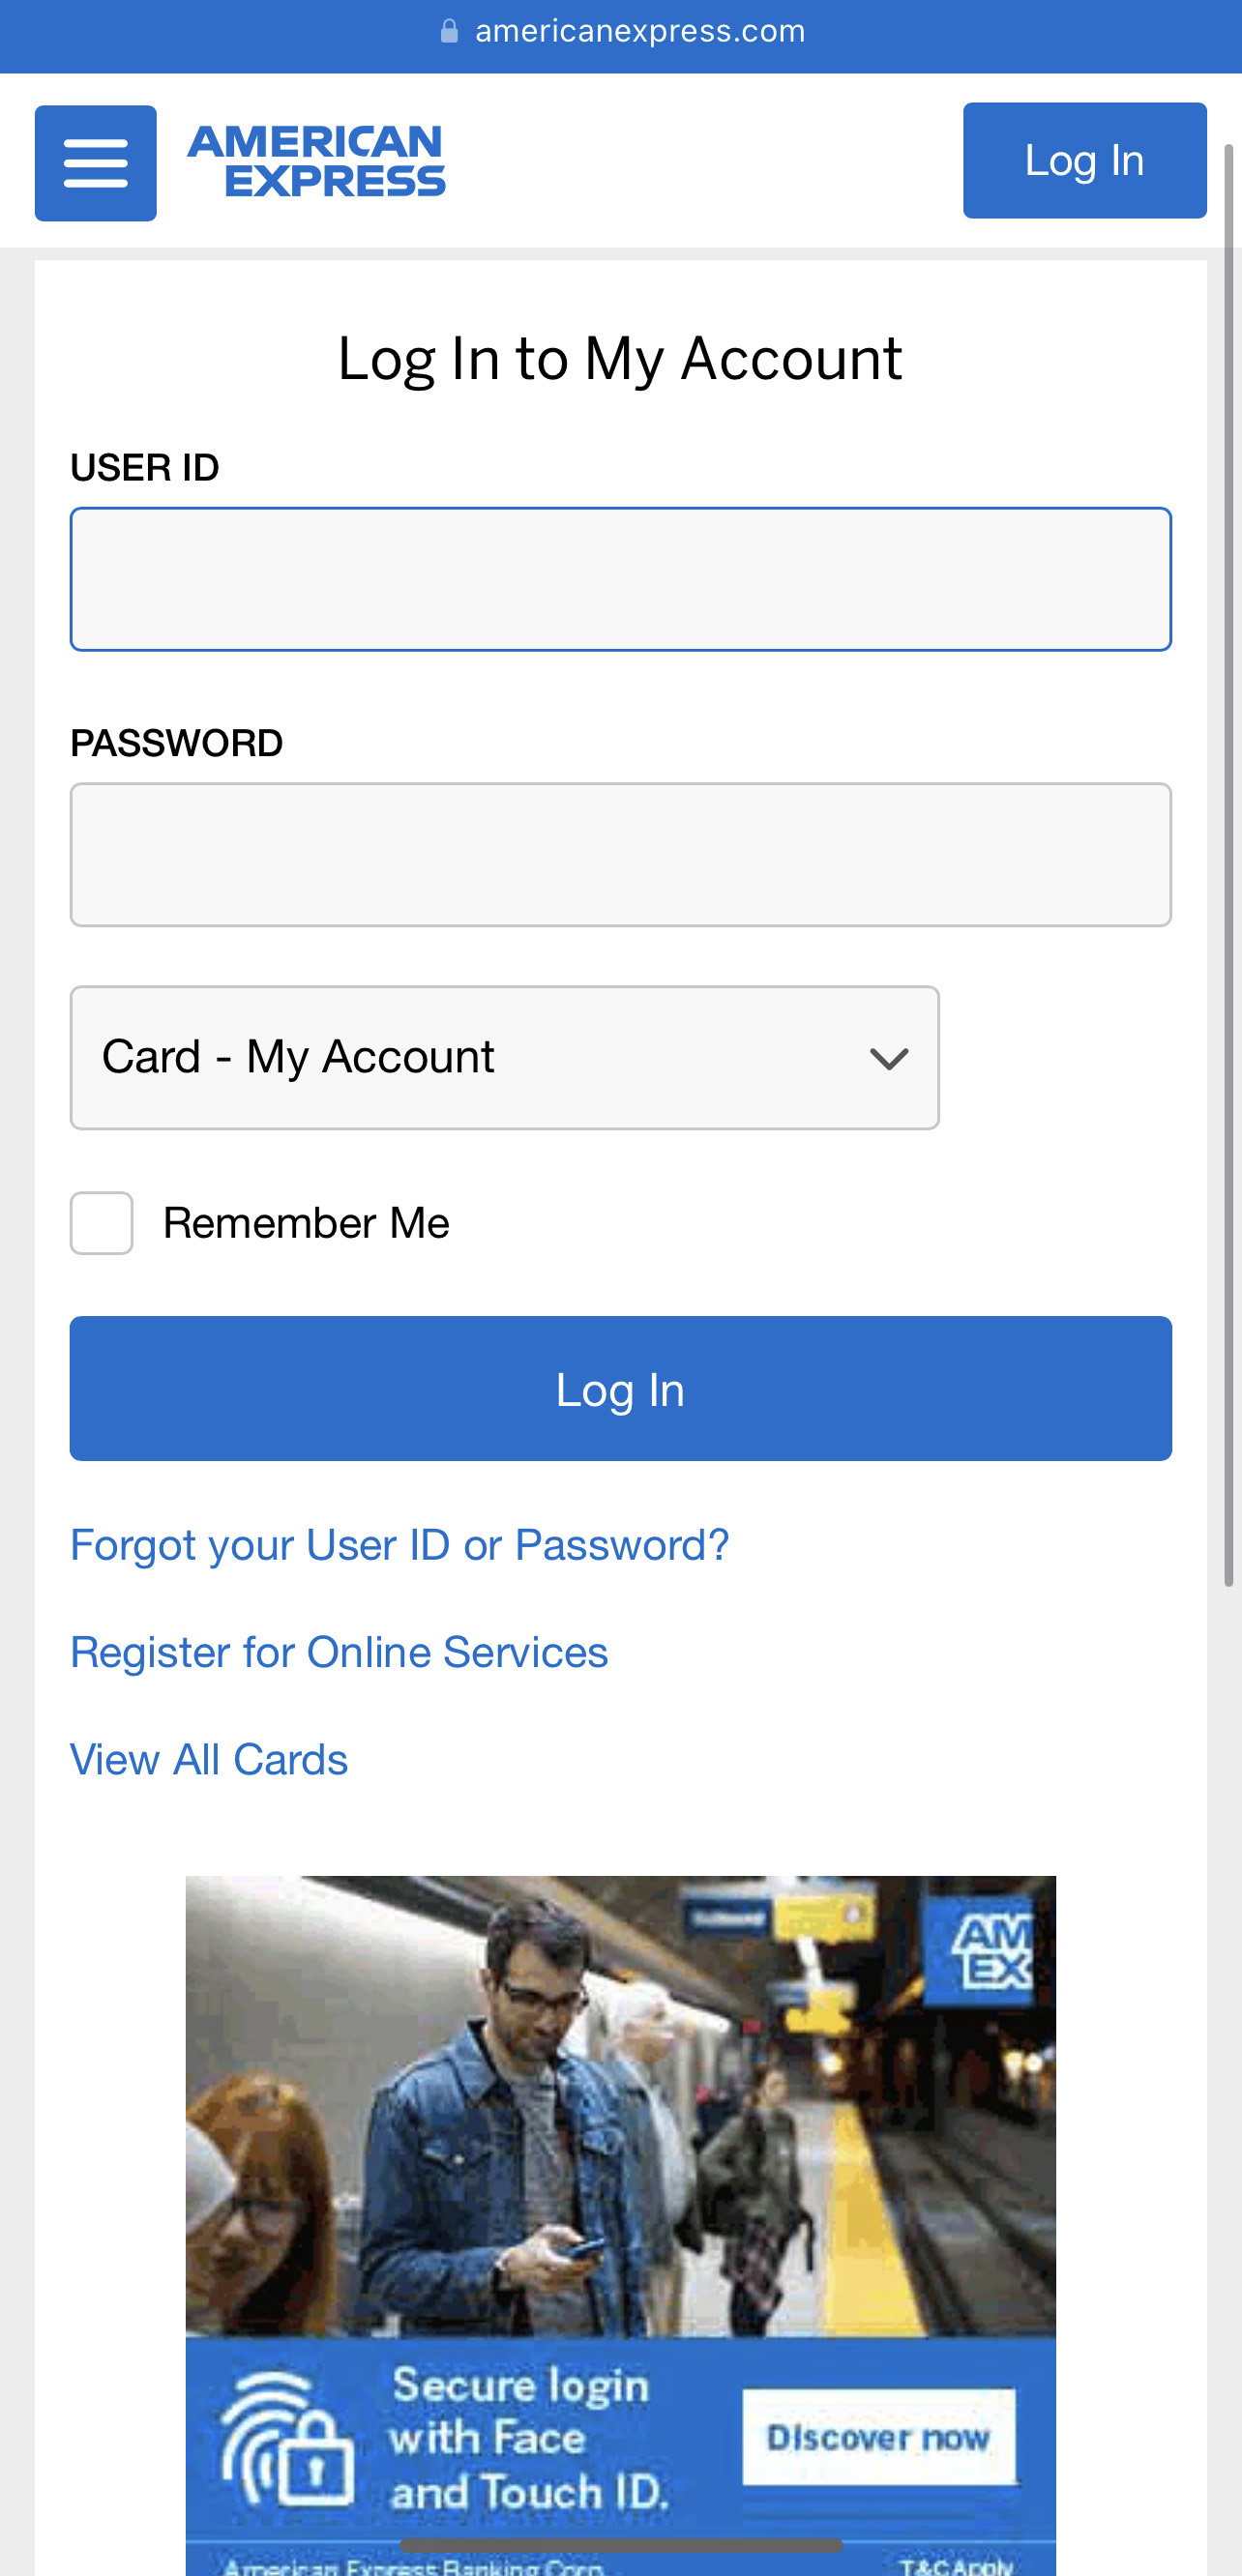 americanexpress.com
AMERICAN
EXPRESS
Log In
Log In to My Account
USER ID
PASSWORD
Card - My Account
Remember Me
Log In
Forgot your User ID or Password?
Register for Online Services
View All Cards
AM
EX
Secure login
with Face
and Touch ID.
Discover now
American Express Banking Corp.
T&C Apply